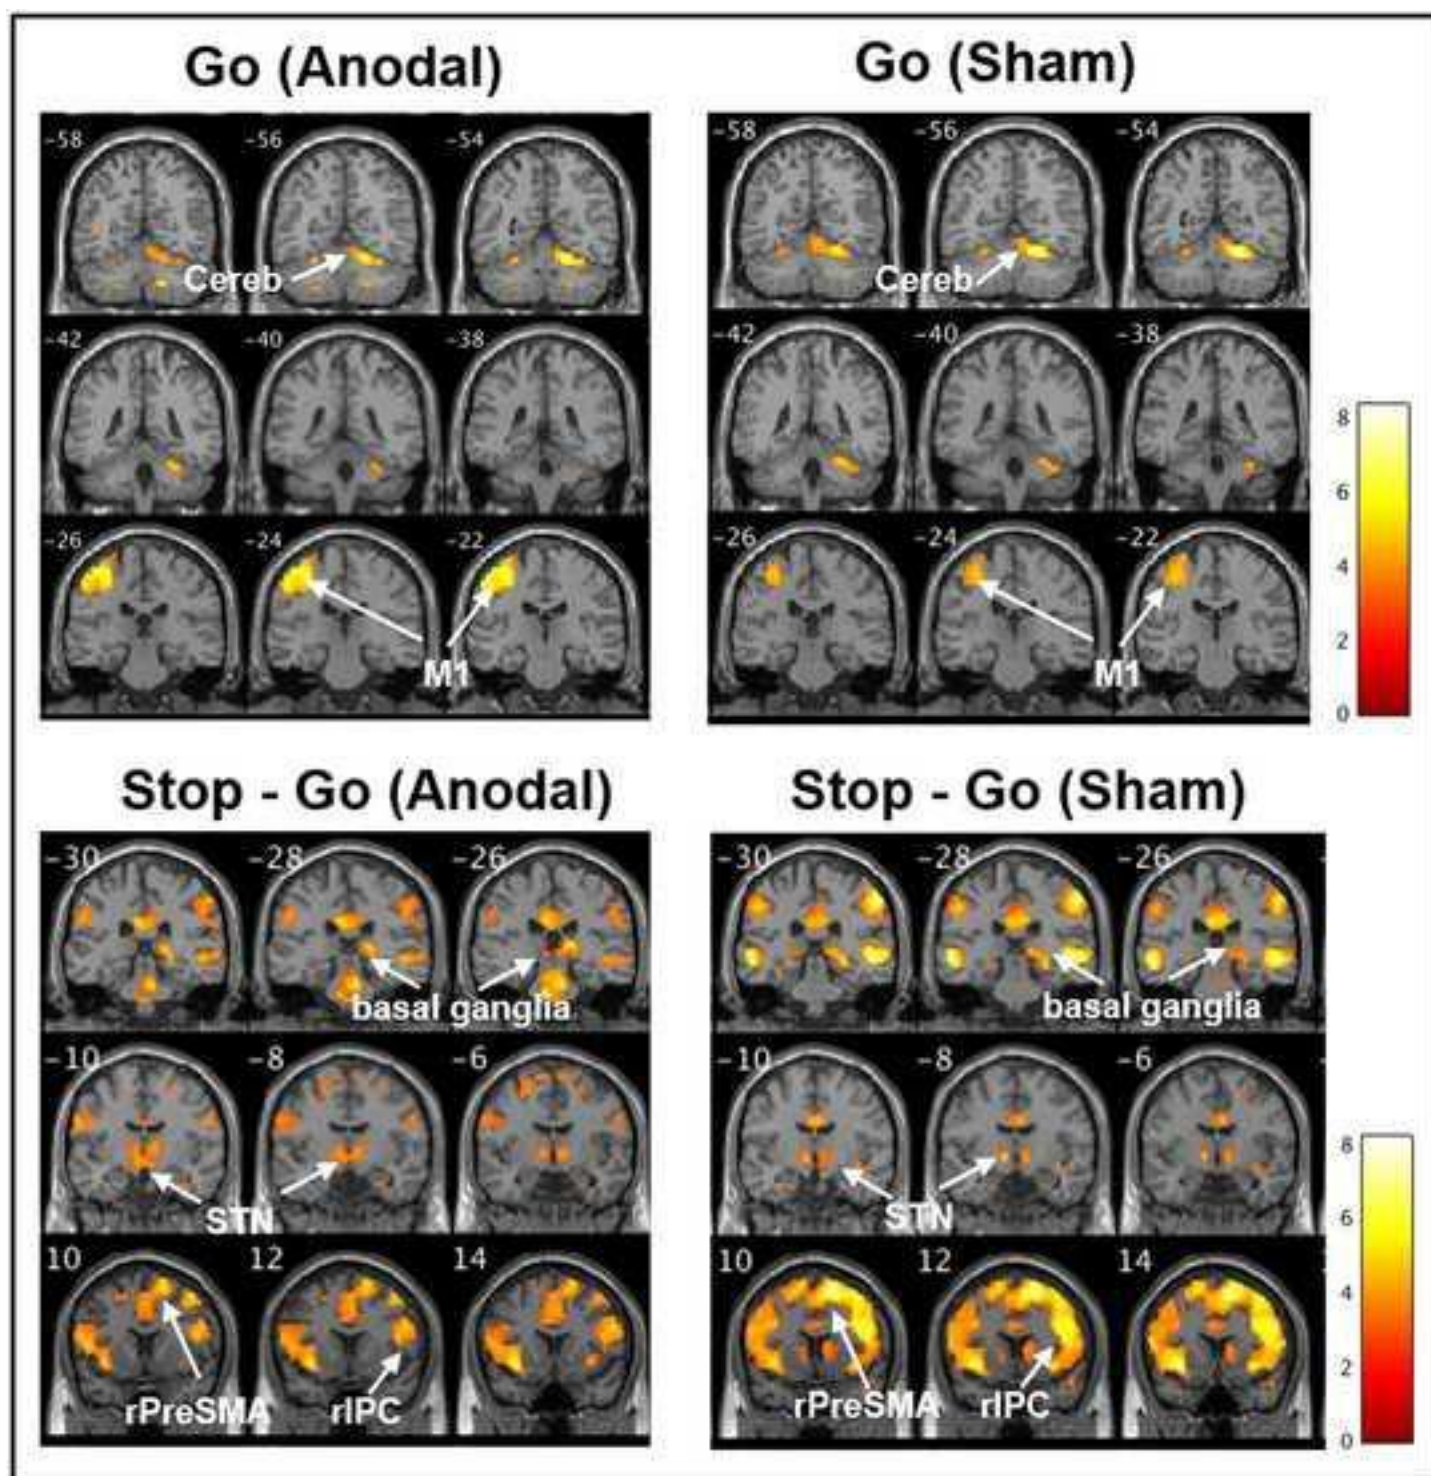 Go (Anodal)
Go (Sham)
-58 -56 -54
Cereb
-42 -40 -38
-26 -24 -22
M1
-58 -56 -54
Cereb
-42 -40 -38
-26 -24 -22
M1
8
6
4
2
0
Stop - Go (Anodal)
Stop - Go (Sham)
-30 -28 -26
basal ganglia
-10 -8 -6
STN
10 12 14
rPreSMA rIPC
-30 -28 -26
basal ganglia
-10 -8 -6
STN
10 12 14
rPreSMA rIPC
8
6
4
2
0